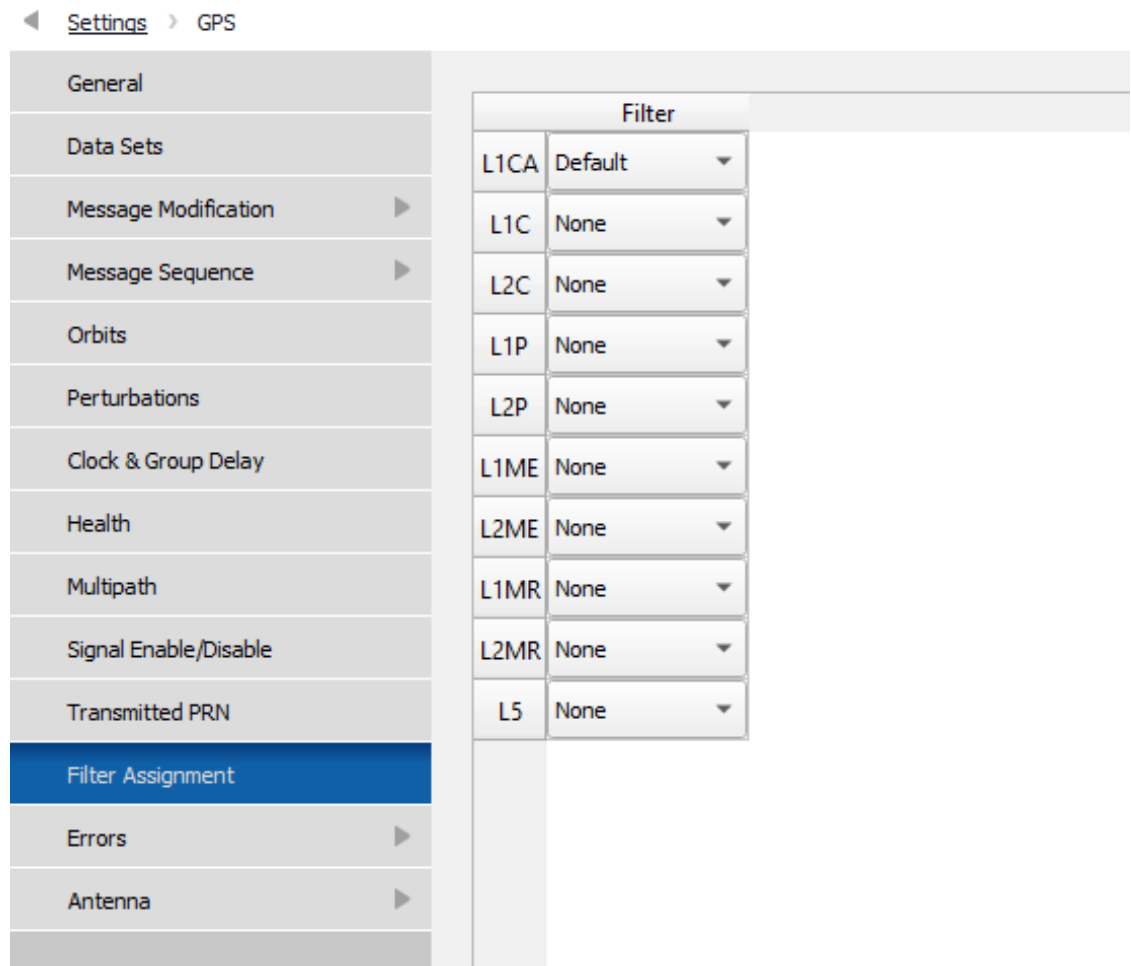 Settings > GPS
General
Data Sets
Message Modification
Message Sequence
Orbits
Perturbations
Clock & Group Delay
Health
Multipath
Signal Enable/Disable
Transmitted PRN
Filter Assignment
Errors
Antenna
Filter
L1CA Default
L1C None
L2C None
L1P None
L2P None
L1ME None
L2ME None
L1MR None
L2MR None
L5 None